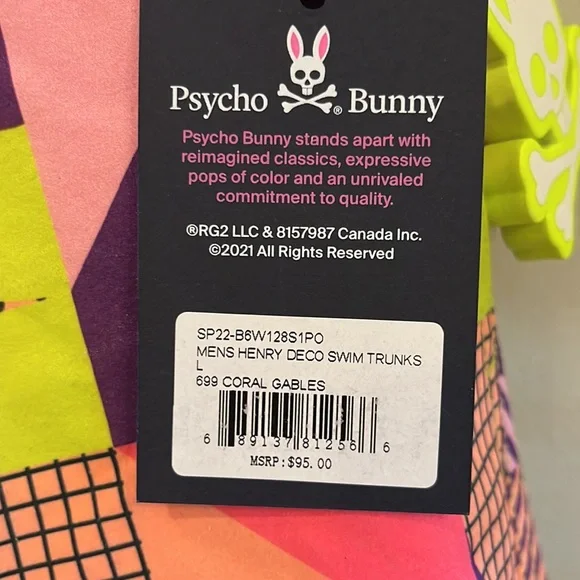 Psycho ® Bunny
Psycho Bunny stands apart with
reimagined classics, expressive
pops of color and an unrivaled
commitment to quality.
®RG2 LLC & 8157987 Canada Inc.
©2021 All Rights Reserved
SP22-B6W128S1PO
MENS HENRY DECO SWIM TRUNKS
L
699 CORAL GABLES
6 89137 81256 6
MSRP:$95.00